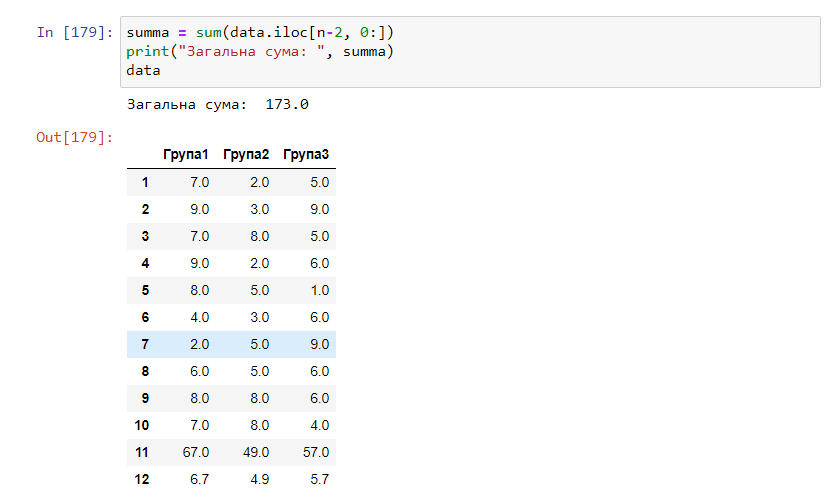 In [179]: summa = sum(data.iloc[n-2, 0:])
print("Загальна сума: ", summa)
data
Загальна сума:  173.0
Out[179]:
Група1 Група2 Група3
1 7.0 2.0 5.0
2 9.0 3.0 9.0
3 7.0 8.0 5.0
4 9.0 2.0 6.0
5 8.0 5.0 1.0
6 4.0 3.0 6.0
7 2.0 5.0 9.0
8 6.0 5.0 6.0
9 8.0 8.0 6.0
10 7.0 8.0 4.0
11 67.0 49.0 57.0
12 6.7 4.9 5.7